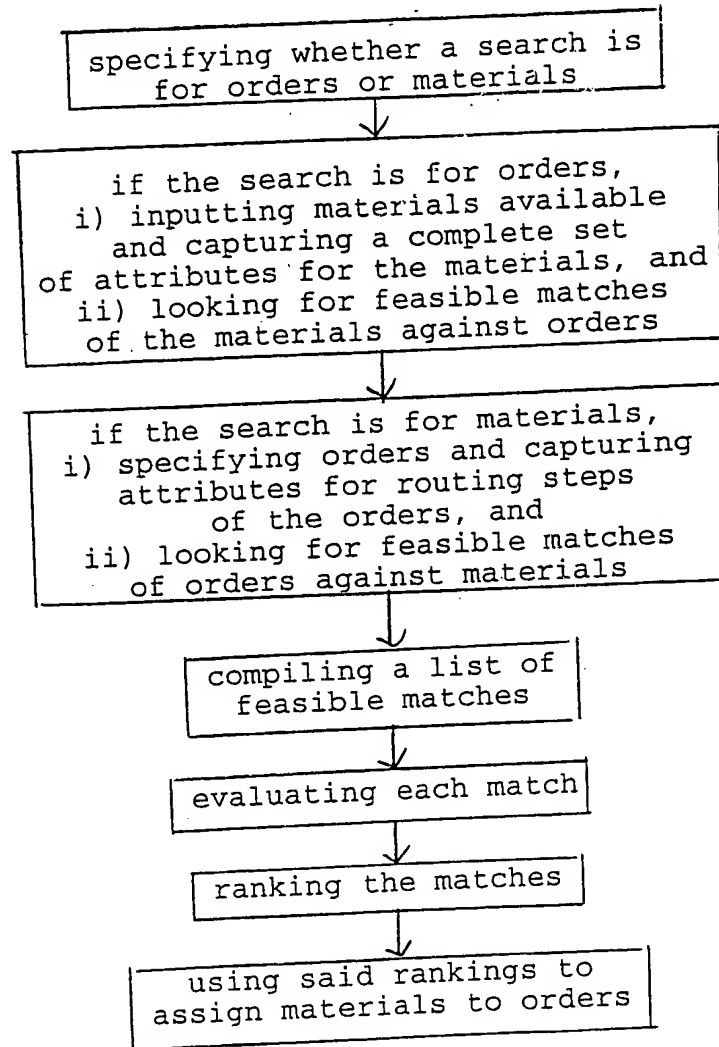 specifying whether a search is
for orders or materials
if the search is for orders,
i) inputting materials available
and capturing a complete set
of attributes for the materials, and
ii) looking for feasible matches
of the materials against orders
if the search is for materials,
i) specifying orders and capturing
attributes for routing steps
of the orders, and
ii) looking for feasible matches
of orders against materials
compiling a list of
feasible matches
evaluating each match
ranking the matches
using said rankings to
assign materials to orders